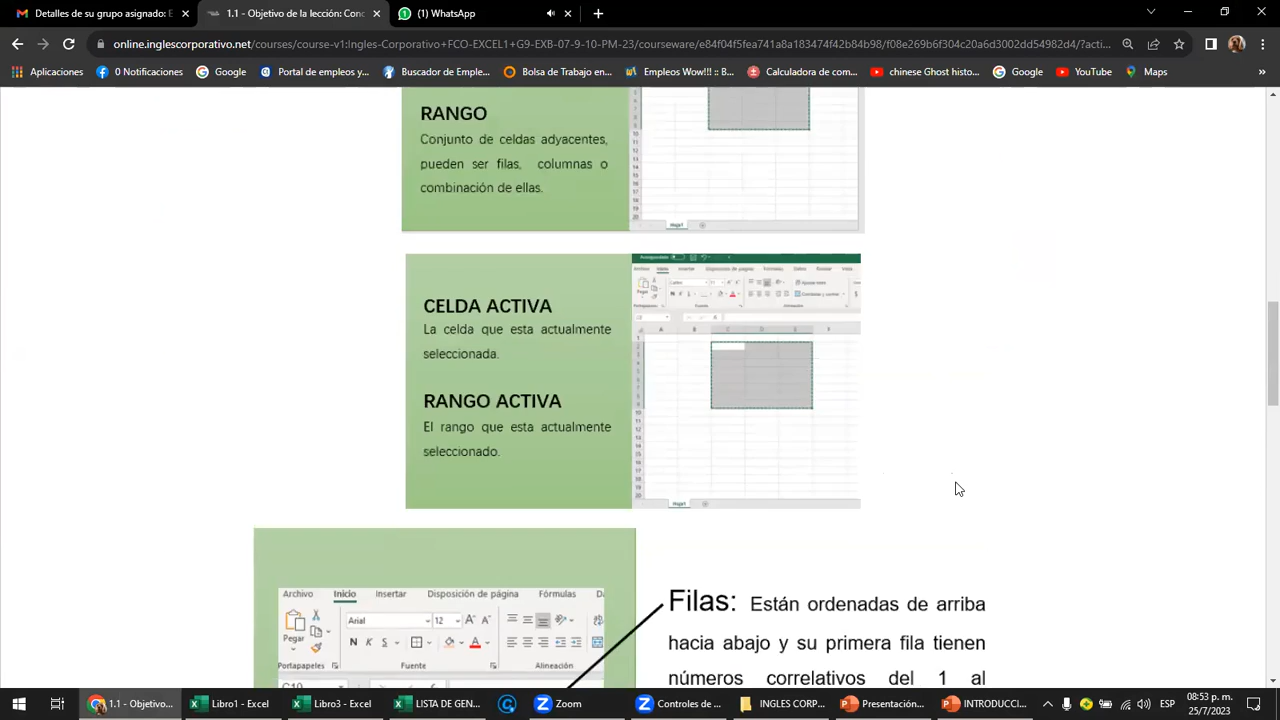 Detalles de su grupo asignado: E
1.1 - Objetivo de la lección: Con
(1) WhatsApp
online.inglescorporativo.net/courses/course-v1:Ingles-Corporativo+FCO-EXCEL1+G9-EXB-07-9-10-PM-23/courseware/e84f04f5fea741a8a183474f42b84b98/f08e269b6f304c20a6d3002dd54982d4/?acti...
Aplicaciones
0 Notificaciones
Google
Portal de empleos y...
Buscador de Emple...
Bolsa de Trabajo en...
Empleos Wow!!! :: B...
Calculadora de com...
chinese Ghost histo...
Google
YouTube
Maps
»
RANGO
Conjunto de celdas adyacentes,
pueden ser filas, columnas o
combinación de ellas.
Hoja1
CELDA ACTIVA
La celda que esta actualmente
seleccionada.
RANGO ACTIVA
El rango que esta actualmente
seleccionado.
Archivo Inicio Insertar Disposición de página Fórmulas Da
Pegar
Arial 12
N K S
Portapapeles Fuente Alineación
Filas: Están ordenadas de arriba
hacia abajo y su primera fila tienen
números correlativos del 1 al
1.1 - Objetivo...
Libro1 - Excel
Libro3 - Excel
LISTA DE GEN...
Zoom
Controles de ...
INGLES CORP...
Presentación...
INTRODUCCI...
ESP
08:53 p. m.
25/7/2023